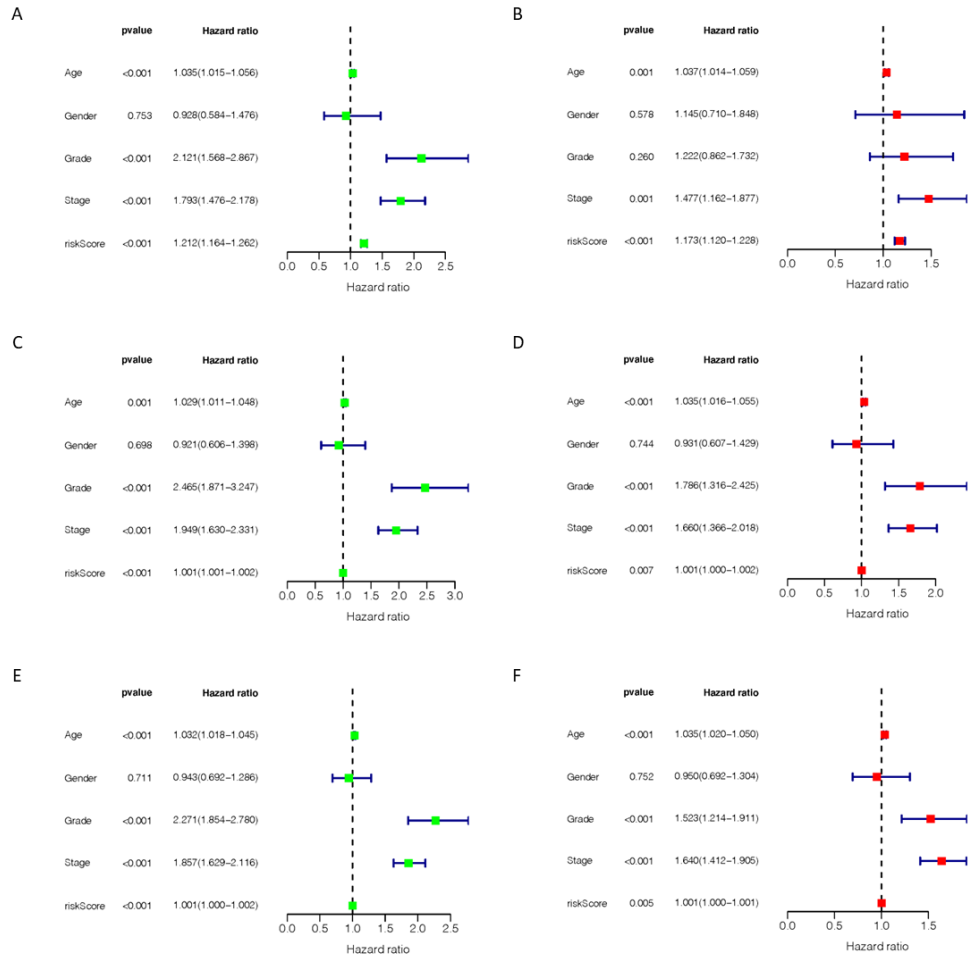 A
pvalue Hazard ratio
Age <0.001 1.035(1.015−1.056)
Gender 0.753 0.928(0.584−1.476)
Grade <0.001 2.121(1.568−2.867)
Stage <0.001 1.793(1.476−2.178)
riskScore <0.001 1.212(1.164−1.262)
0.0 0.5 1.0 1.5 2.0 2.5
Hazard ratio
B
pvalue Hazard ratio
Age 0.001 1.037(1.014−1.059)
Gender 0.578 1.145(0.710−1.848)
Grade 0.260 1.222(0.862−1.732)
Stage 0.001 1.477(1.162−1.877)
riskScore <0.001 1.173(1.120−1.228)
0.0 0.5 1.0 1.5
Hazard ratio
C
pvalue Hazard ratio
Age 0.001 1.029(1.011−1.048)
Gender 0.698 0.921(0.606−1.398)
Grade <0.001 2.465(1.871−3.247)
Stage <0.001 1.949(1.630−2.331)
riskScore <0.001 1.001(1.001−1.002)
0.0 0.5 1.0 1.5 2.0 2.5 3.0
Hazard ratio
D
pvalue Hazard ratio
Age <0.001 1.035(1.016−1.055)
Gender 0.744 0.931(0.607−1.429)
Grade <0.001 1.786(1.316−2.425)
Stage <0.001 1.660(1.366−2.018)
riskScore 0.007 1.001(1.000−1.002)
0.0 0.5 1.0 1.5 2.0
Hazard ratio
E
pvalue Hazard ratio
Age <0.001 1.032(1.018−1.045)
Gender 0.711 0.943(0.692−1.286)
Grade <0.001 2.271(1.854−2.780)
Stage <0.001 1.857(1.629−2.116)
riskScore <0.001 1.001(1.000−1.002)
0.0 0.5 1.0 1.5 2.0 2.5
Hazard ratio
F
pvalue Hazard ratio
Age <0.001 1.035(1.020−1.050)
Gender 0.752 0.950(0.692−1.304)
Grade <0.001 1.523(1.214−1.911)
Stage <0.001 1.640(1.412−1.905)
riskScore 0.005 1.001(1.000−1.001)
0.0 0.5 1.0 1.5
Hazard ratio